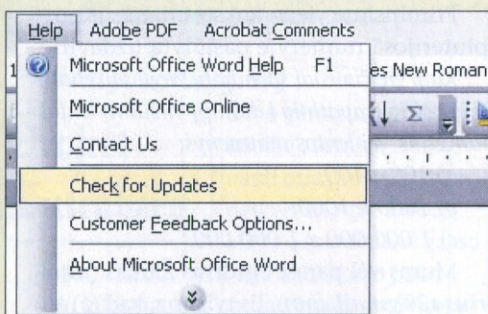 Help Adobe PDF Acrobat Comments
Microsoft Office Word Help F1
es New Roman
Microsoft Office Online
Contact Us
Check for Updates
Customer Feedback Options...
About Microsoft Office Word